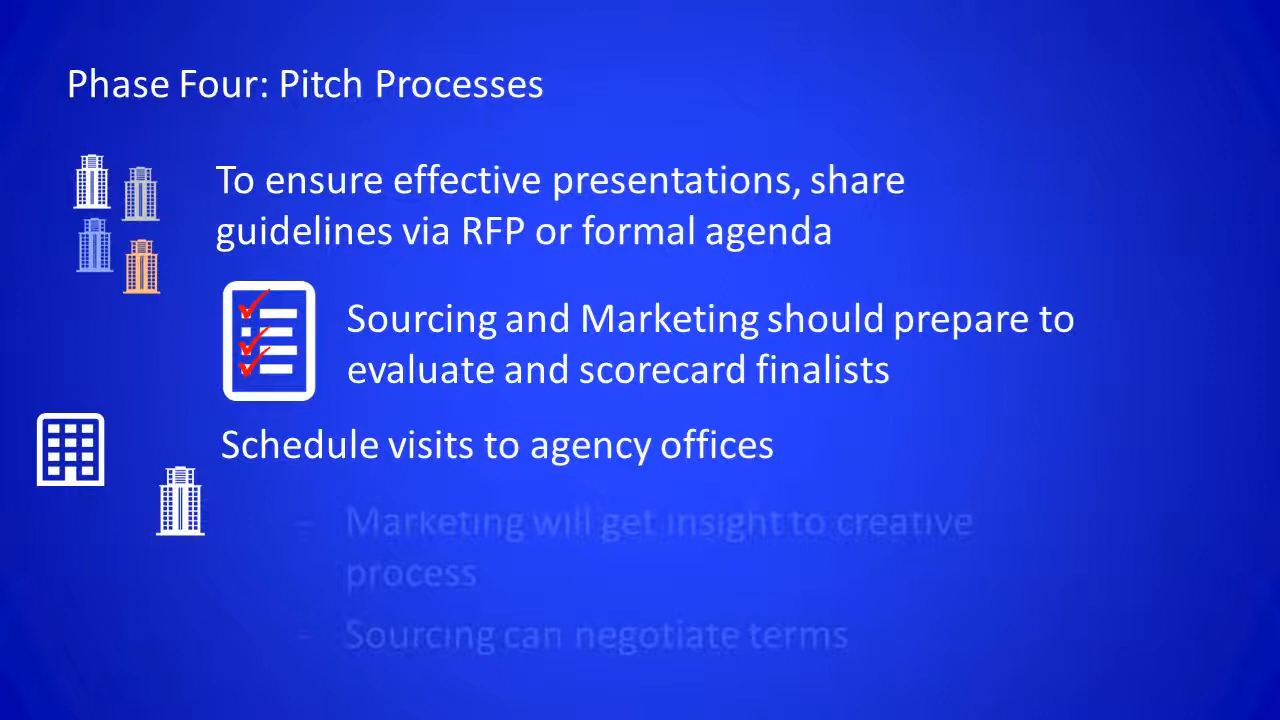 Phase Four: Pitch Processes
To ensure effective presentations, share
guidelines via RFP or formal agenda
Sourcing and Marketing should prepare to
evaluate and scorecard finalists
Schedule visits to agency offices
– Marketing will get insight to creative
process
– Sourcing can negotiate terms